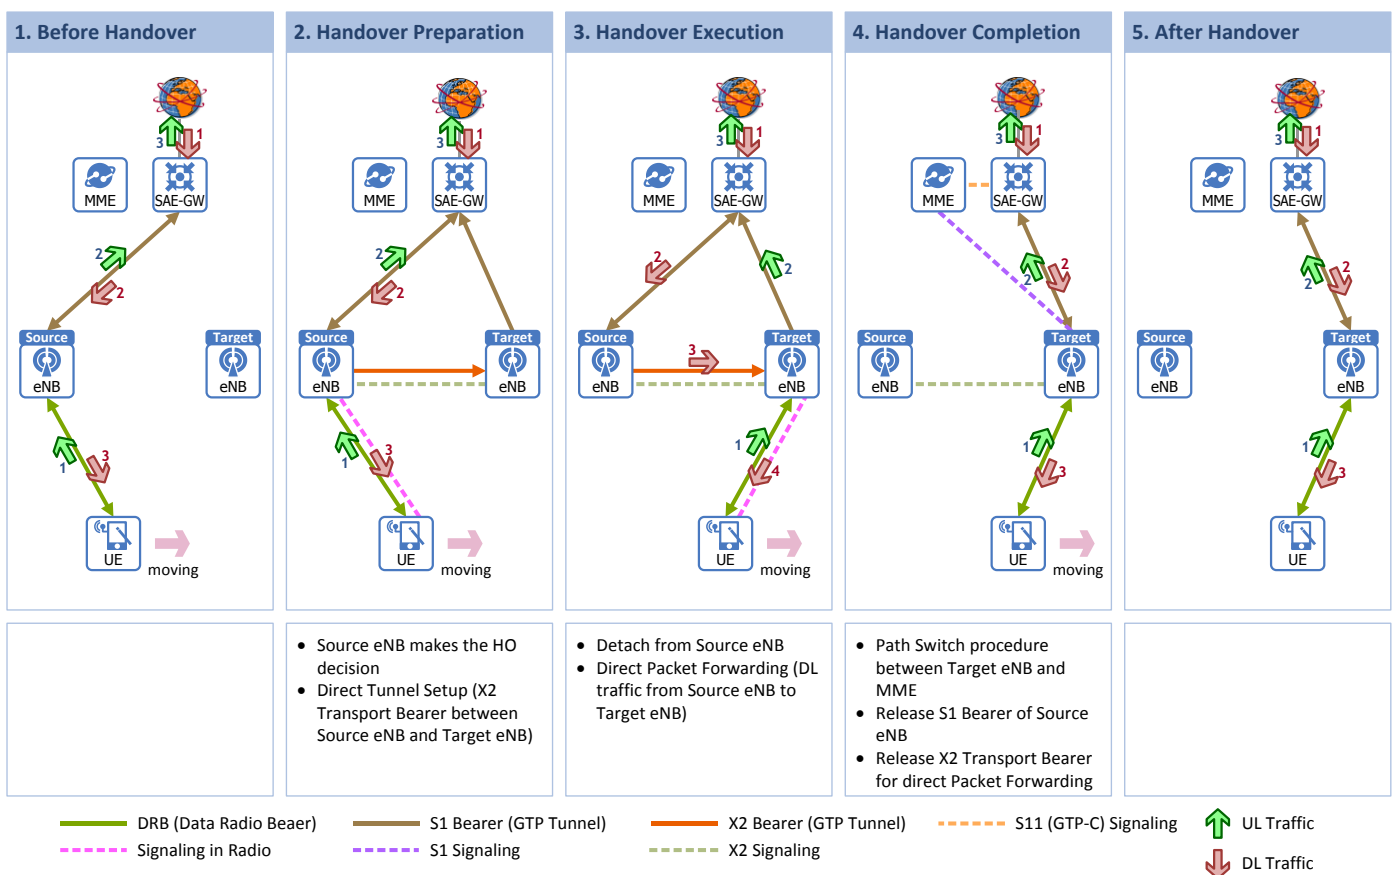 1. Before Handover
2. Handover Preparation
3. Handover Execution
4. Handover Completion
5. After Handover
3 1
MME
SAE-GW
2
2
Source
eNB
Target
eNB
1
3
UE
moving
3 1
MME
SAE-GW
2
2
Source
eNB
Target
eNB
1
3
UE
moving
3 1
MME
SAE-GW
2
2
Source
eNB
3
Target
eNB
1
4
UE
moving
3 1
MME
SAE-GW
2
2
Source
eNB
Target
eNB
1
3
UE
moving
3 1
MME
SAE-GW
2
2
Source
eNB
Target
eNB
1
3
UE
• Source eNB makes the HO
decision
• Direct Tunnel Setup (X2
Transport Bearer between
Source eNB and Target eNB)
• Detach from Source eNB
• Direct Packet Forwarding (DL
traffic from Source eNB to
Target eNB)
• Path Switch procedure
between Target eNB and
MME
• Release S1 Bearer of Source
eNB
• Release X2 Transport Bearer
for direct Packet Forwarding
DRB (Data Radio Beaer)
S1 Bearer (GTP Tunnel)
X2 Bearer (GTP Tunnel)
S11 (GTP-C) Signaling
UL Traffic
Signaling in Radio
S1 Signaling
X2 Signaling
DL Traffic